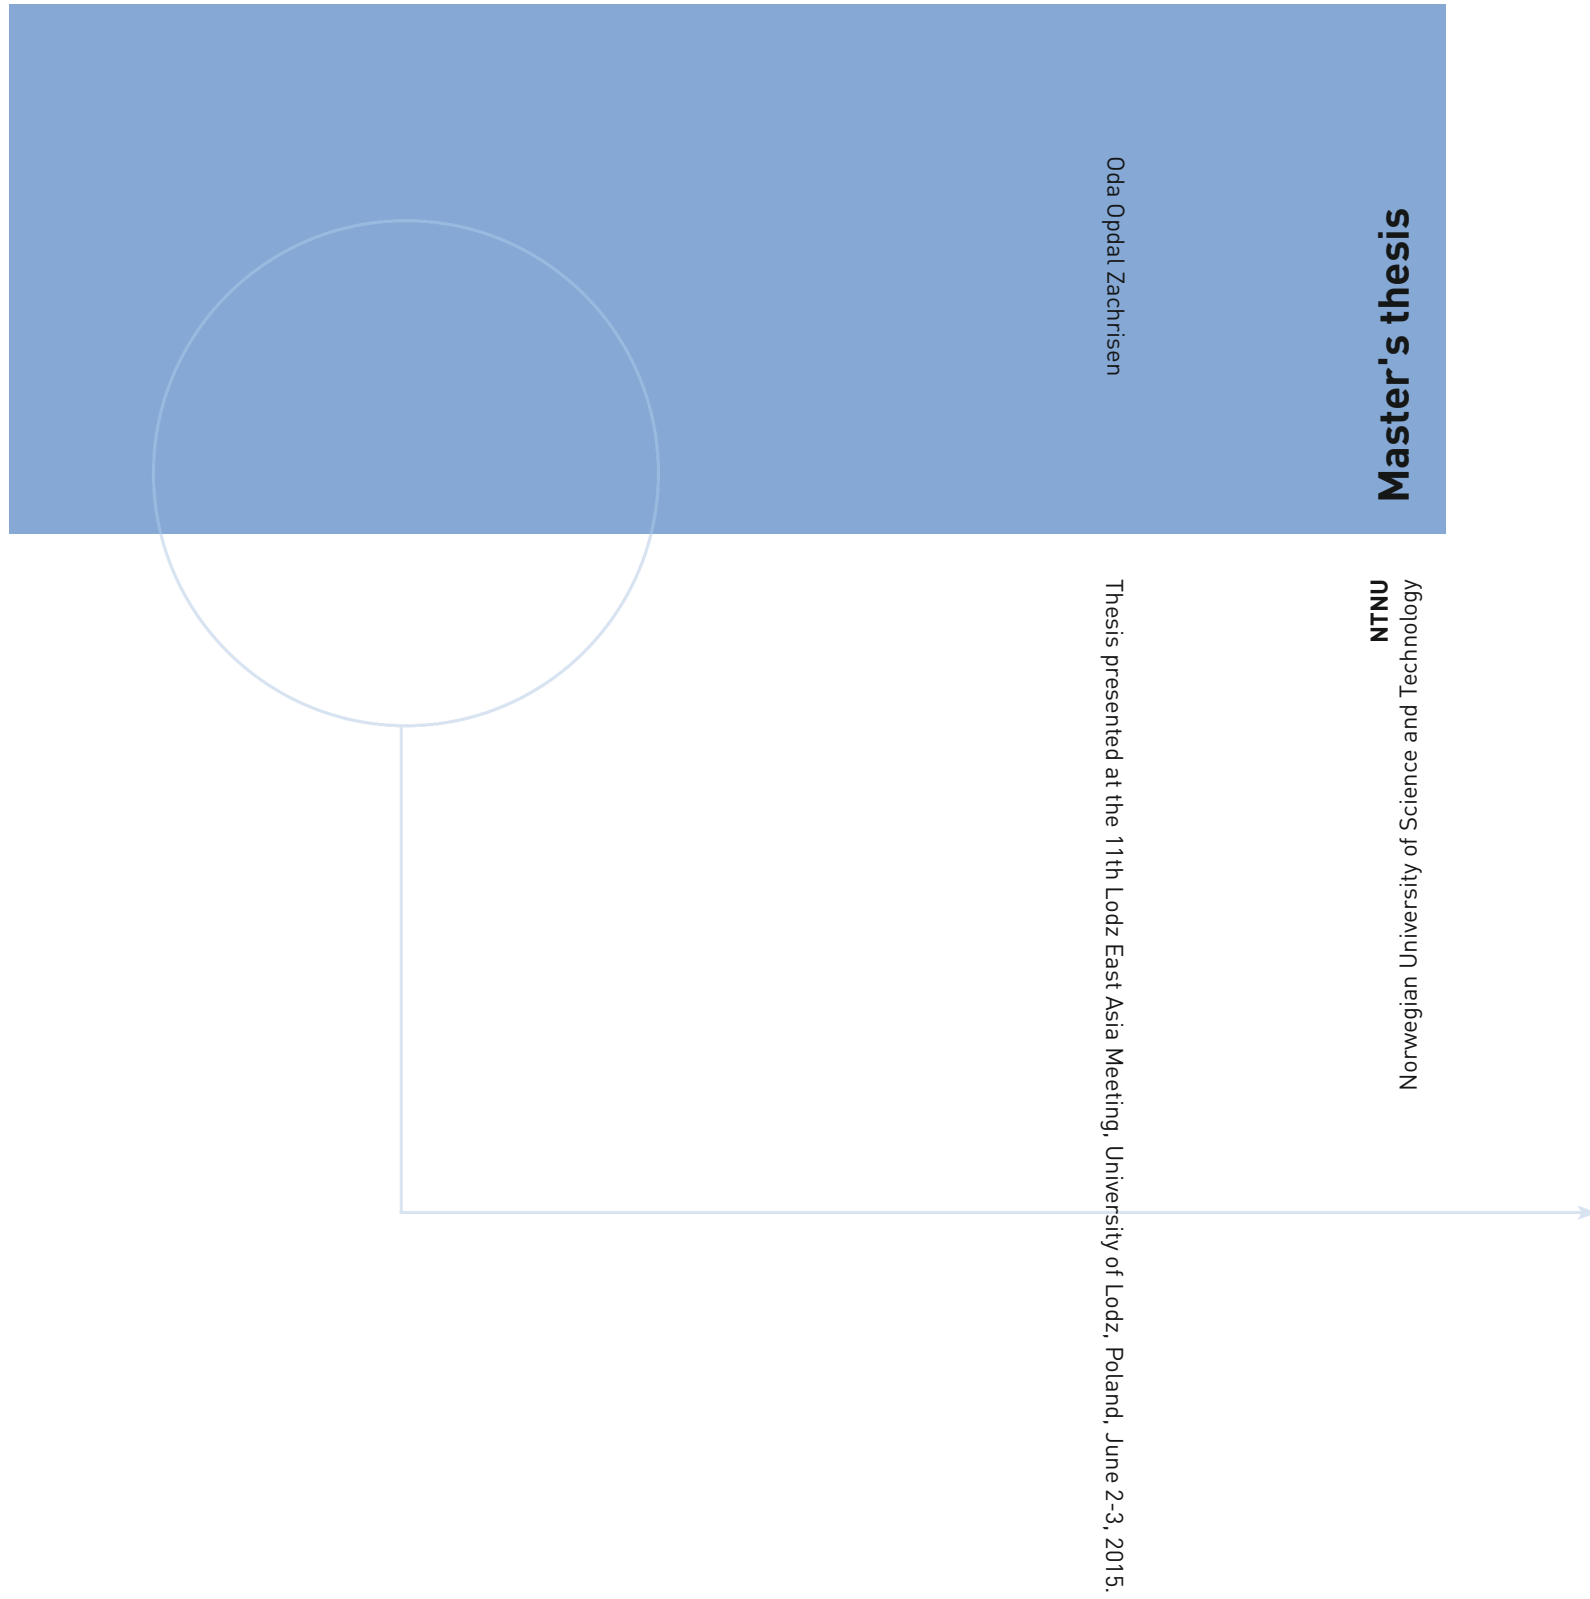 Oda Opdal Zachrisen
Master's thesis
Thesis presented at the 11th Lodz East Asia Meeting, University of Lodz, Poland, June 2-3, 2015.
NTNU
Norwegian University of Science and Technology